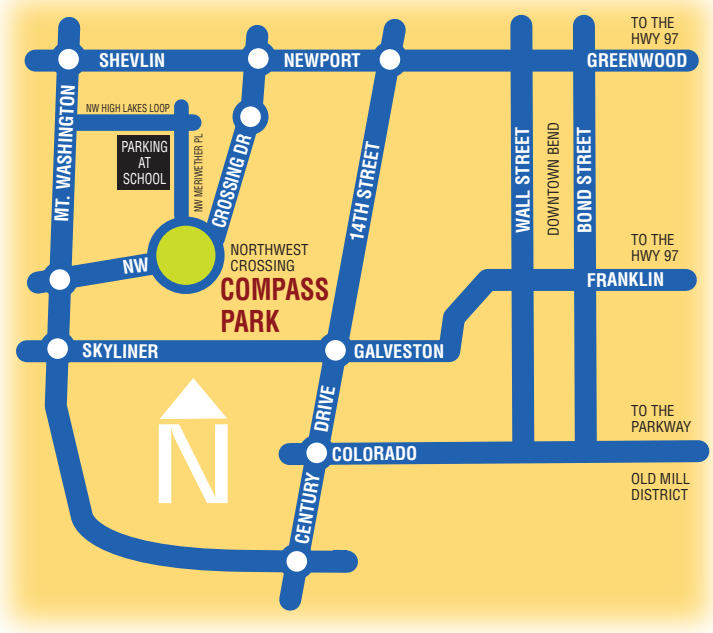 TO THE
HWY 97
SHEVLIN
NEWPORT
GREENWOOD
MT. WASHINGTON
NW HIGH LAKES LOOP
PARKING
AT
SCHOOL
NW MERIWETHER PL
CROSSING DR
14TH STREET
WALL STREET
DOWNTOWN BEND
BOND STREET
NW
NORTHWEST
CROSSING
COMPASS
PARK
TO THE
HWY 97
FRANKLIN
SKYLINER
GALVESTON
N
DRIVE
CENTURY
COLORADO
TO THE
PARKWAY
OLD MILL
DISTRICT